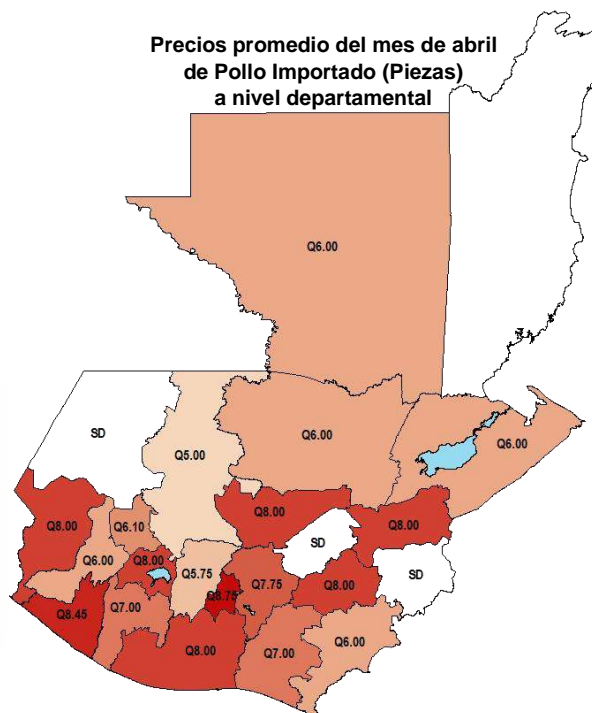 Precios promedio del mes de abril
de Pollo Importado (Piezas)
a nivel departamental
Q6.00
SD
Q5.00
Q6.00
Q6.00
Q8.00
Q6.10
Q8.00
Q8.00
Q6.00
Q8.00
SD
SD
Q5.75
Q7.75
Q8.00
Q8.75
Q8.45
Q7.00
Q6.00
Q8.00
Q7.00